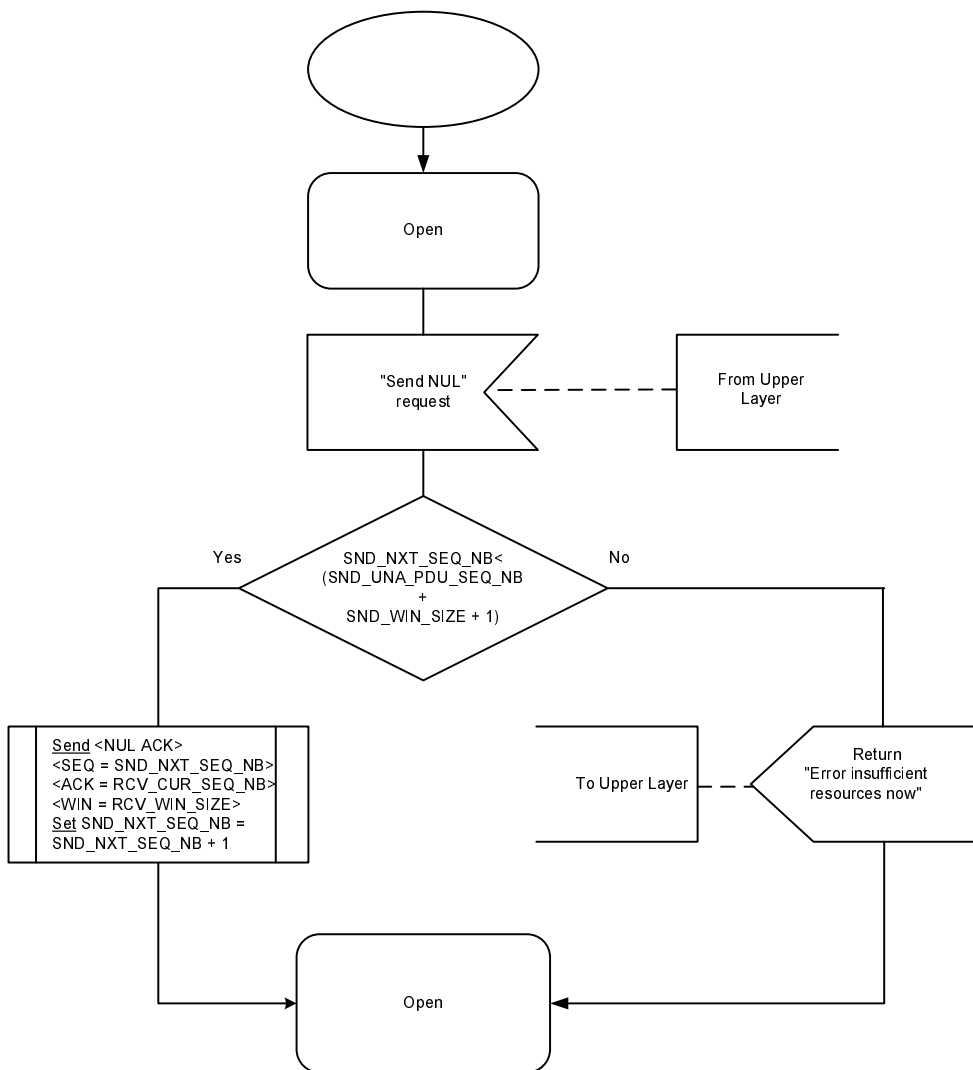 Open
"Send NUL"
request
From Upper
Layer
Yes
SND_NXT_SEQ_NB<
(SND_UNA_PDU_SEQ_NB
+
SND_WIN_SIZE + 1)
No
Send <NUL ACK>
<SEQ = SND_NXT_SEQ_NB>
<ACK = RCV_CUR_SEQ_NB>
<WIN = RCV_WIN_SIZE>
Set SND_NXT_SEQ_NB =
SND_NXT_SEQ_NB + 1
To Upper Layer
Return
"Error insufficient
resources now"
Open